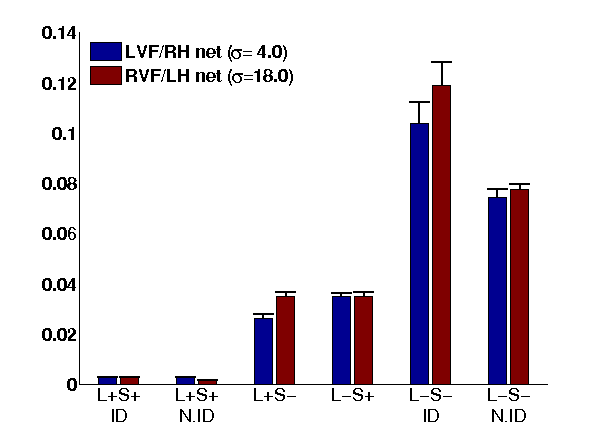 0.14
LVF/RH net (σ= 4.0)
RVF/LH net (σ=18.0)
0.12
0.1
0.08
0.06
0.04
0.02
0
L+S+ L+S+ L+S− L−S+ L−S− L−S−
ID N.ID ID N.ID